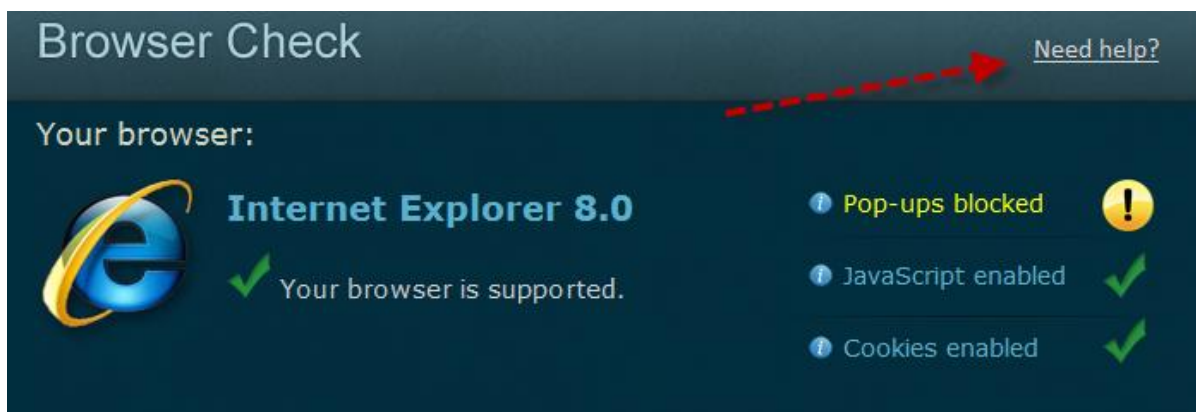 Browser Check
Need help?
Your browser:
Internet Explorer 8.0
Your browser is supported.
Pop-ups blocked
JavaScript enabled
Cookies enabled